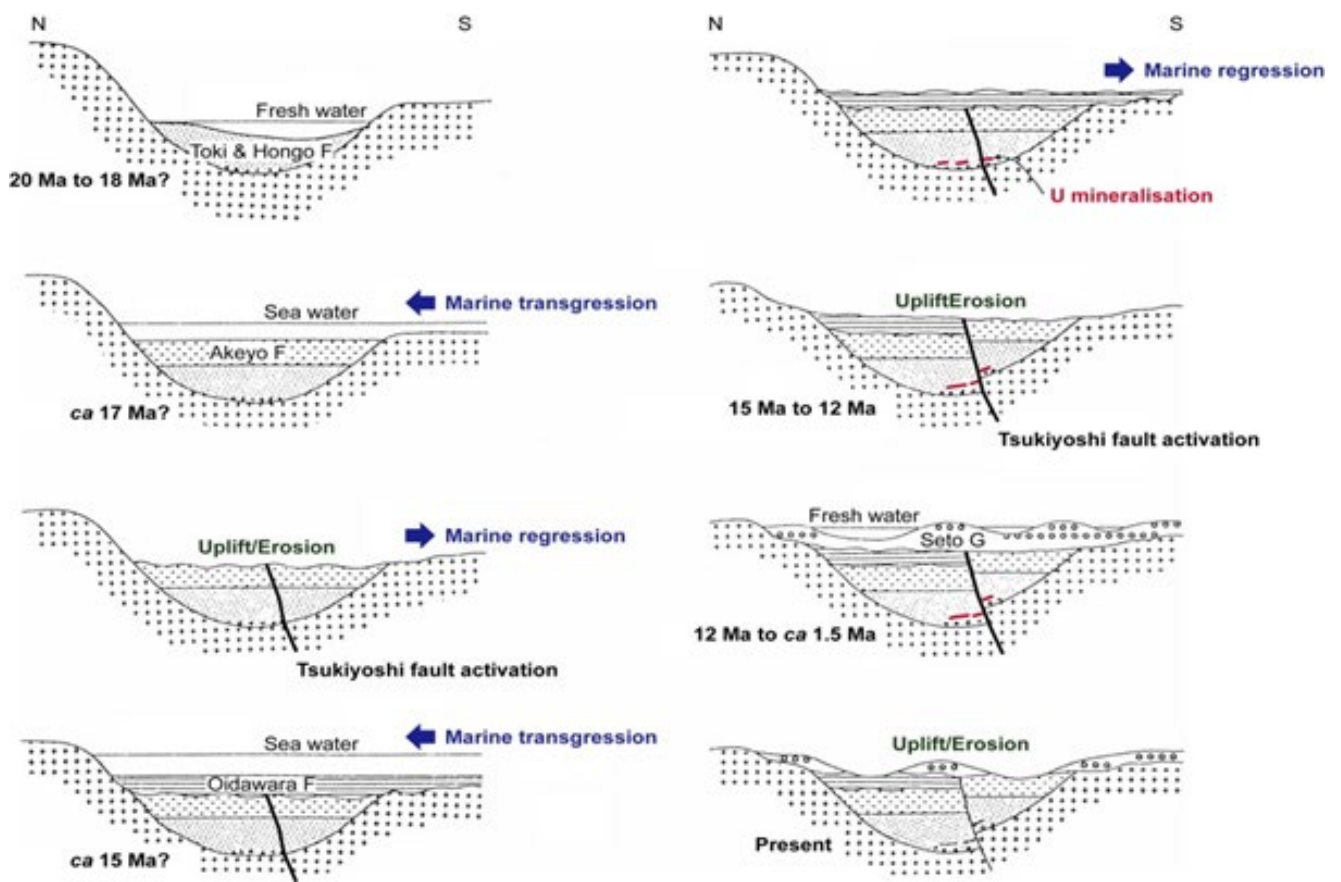 N
S
Fresh water
Toki & Hongo F
20 Ma to 18 Ma?
Marine transgression
Sea water
Akeyo F
ca 17 Ma?
Marine regression
Uplift/Erosion
Tsukiyoshi fault activation
Sea water
Marine transgression
Oidawara F
ca 15 Ma?
N
S
Marine regression
U mineralisation
UpliftErosion
15 Ma to 12 Ma
Tsukiyoshi fault activation
Fresh water
Seto G
12 Ma to ca 1.5 Ma
Uplift/Erosion
Present